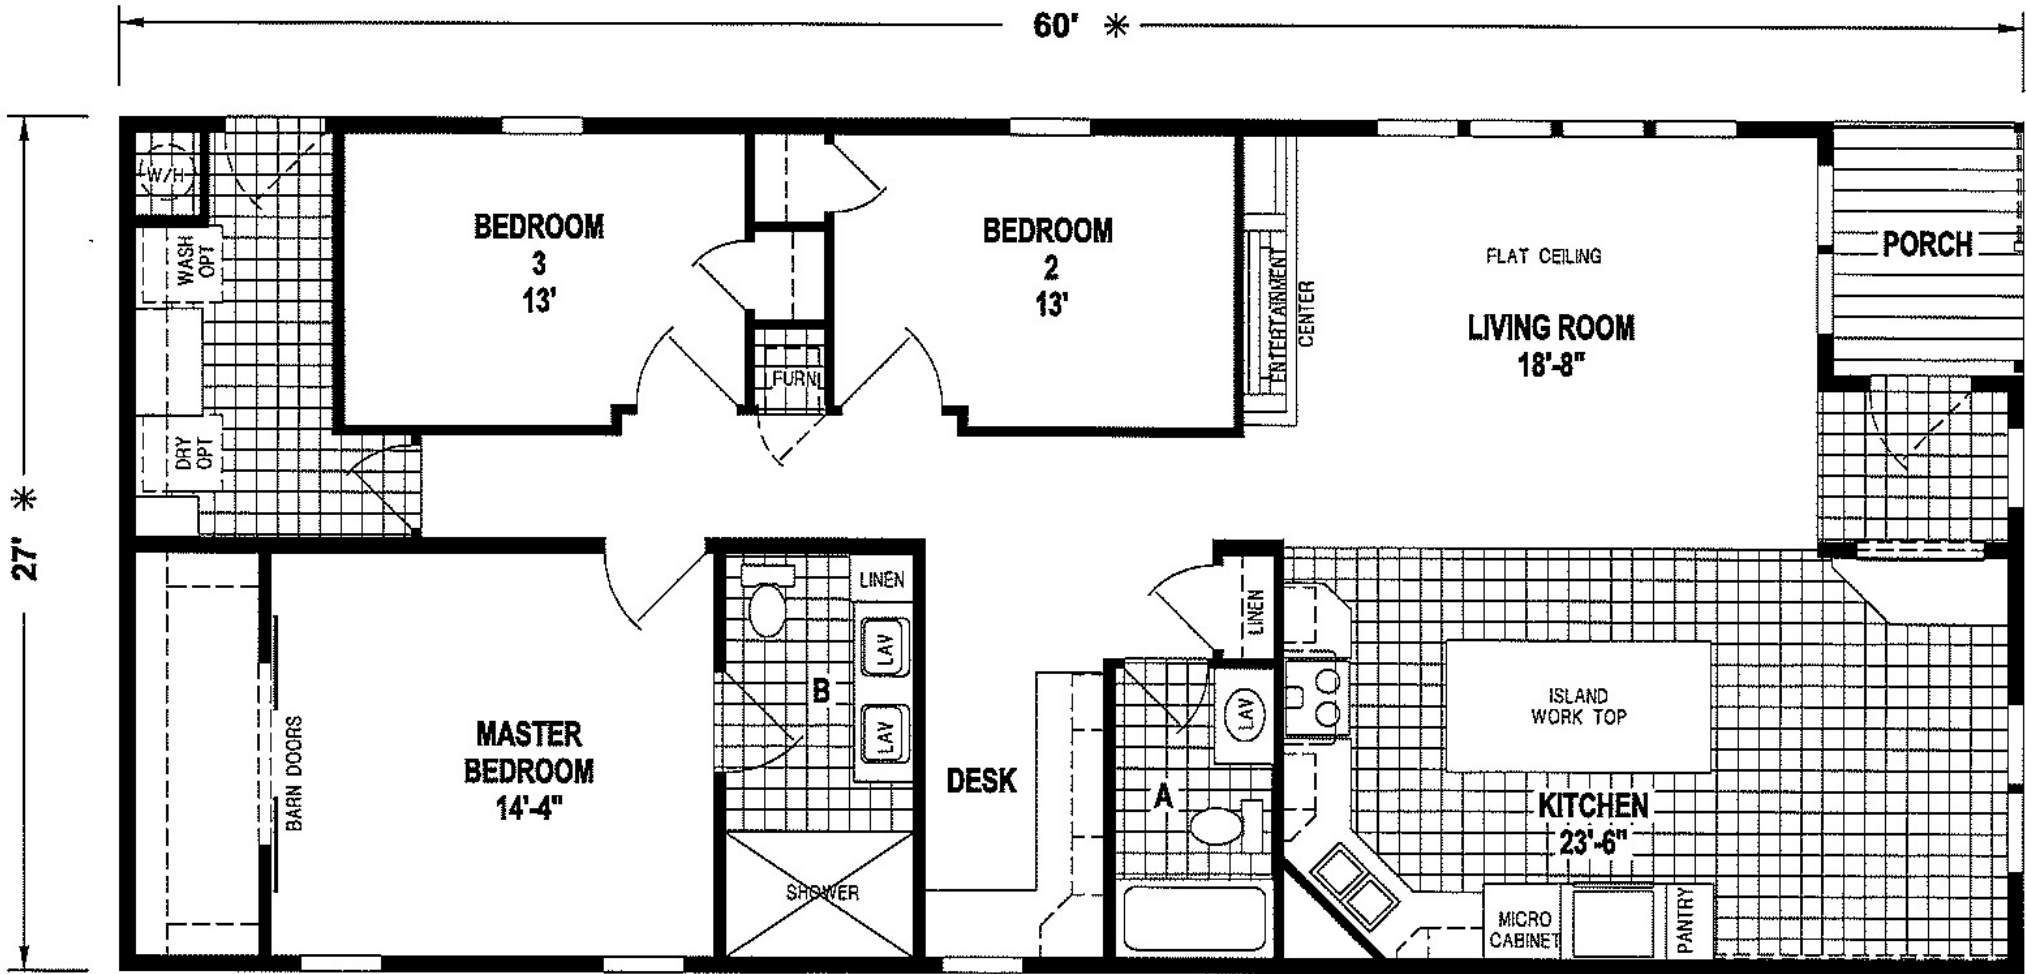 60' ✳
27' ✳
W/H
WASH
OPT
DRY
OPT
BEDROOM
3
13'
FURN
BEDROOM
2
13'
ENTERTAINMENT
CENTER
FLAT CEILING
LIVING ROOM
18'-8"
PORCH
BARN DOORS
MASTER
BEDROOM
14'-4"
LINEN
LAV
LAV
B
SHOWER
DESK
LINEN
LAV
A
ISLAND
WORK TOP
KITCHEN
23'-6"
MICRO
CABINET
PANTRY